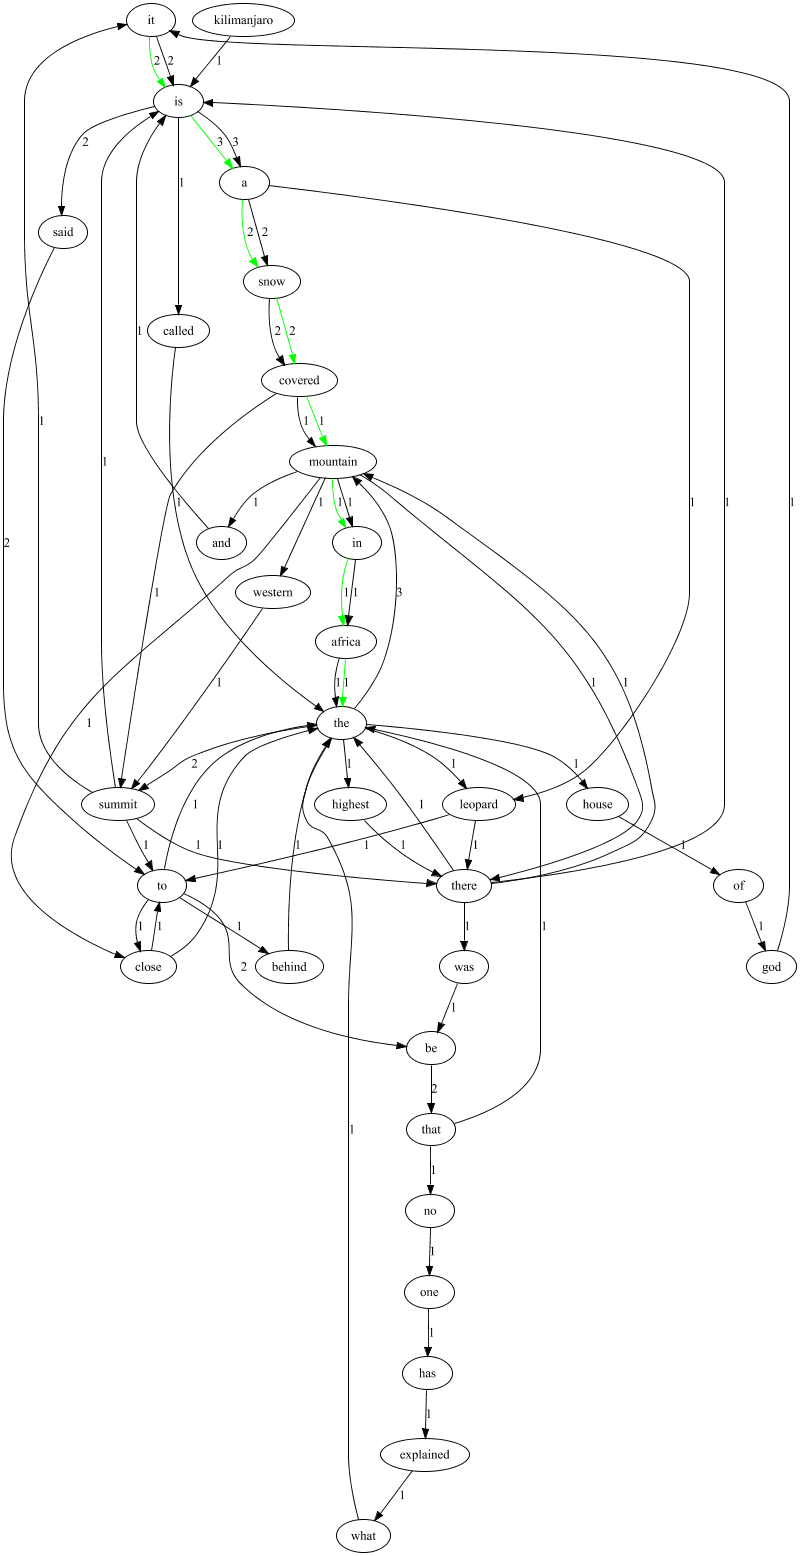 it kilimanjaro
2 2 1
is
2 1 3 3
a
said 2 2
snow
called 1 2 2
covered
1 1 1
mountain
1 1 1 1 1 1
and in
2 1 western 1 1 1 3
africa
1 1 1 1 1
the
1 2 1 1 1
summit highest leopard house
1 1 1 1 1 1 1 1
to there of
1 1 1 1 1 1 1
close behind was god
2 1
be
2
that
1 1
no
1
one
1
has
1
explained
1
what